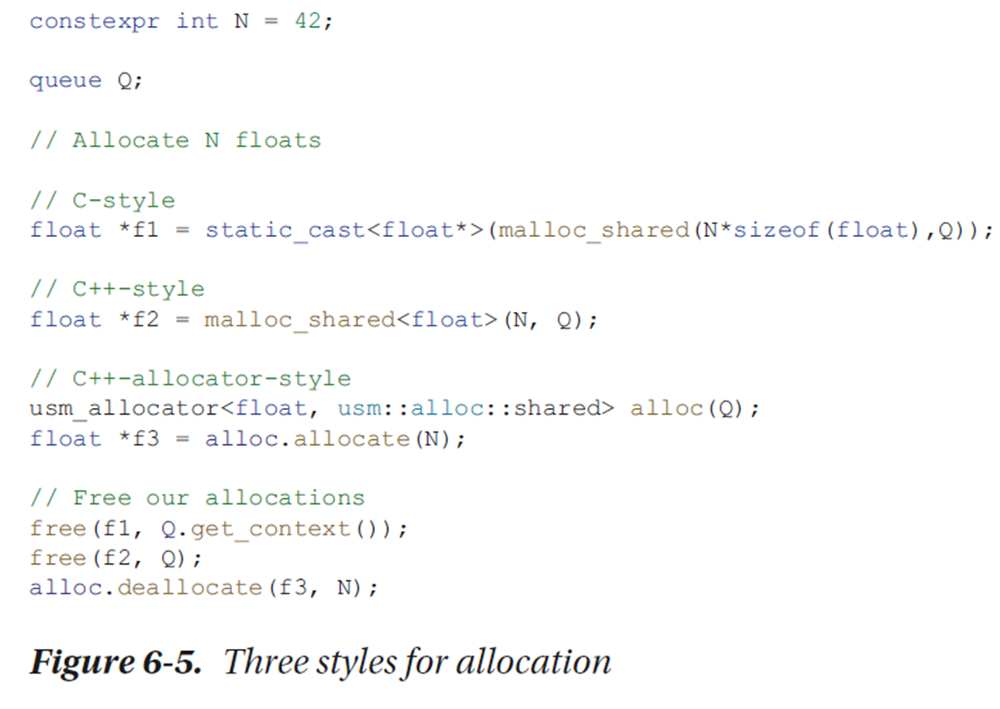 constexpr int N = 42;
queue Q;
// Allocate N floats
// C-style
float *f1 = static_cast<float*>(malloc_shared(N*sizeof(float),Q));
// C++-style
float *f2 = malloc_shared<float>(N, Q);
// C++-allocator-style
usm_allocator<float, usm::alloc::shared> alloc(Q);
float *f3 = alloc.allocate(N);
// Free our allocations
free(f1, Q.get_context());
free(f2, Q);
alloc.deallocate(f3, N);
Figure 6-5. Three styles for allocation